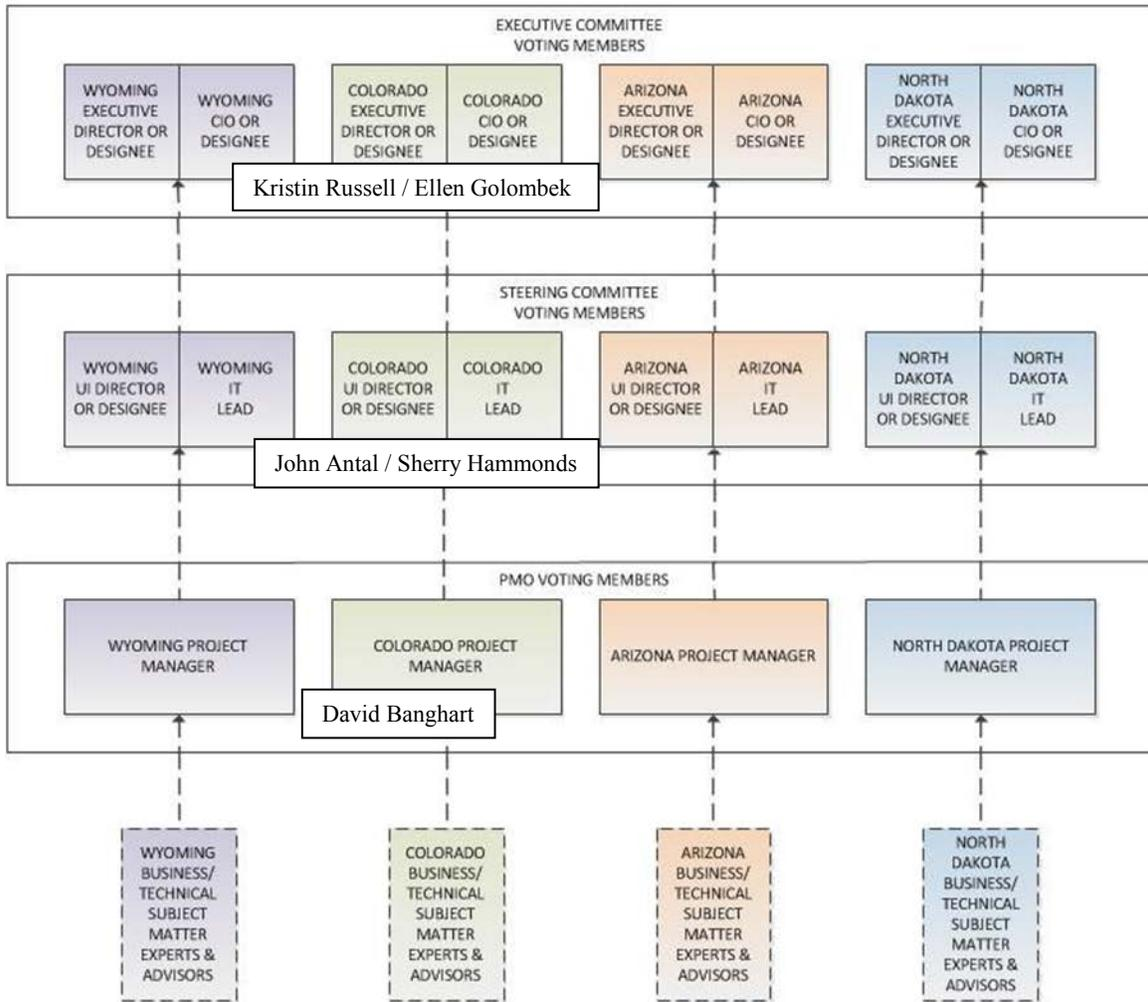 EXECUTIVE COMMITTEE
VOTING MEMBERS
WYOMING
EXECUTIVE
DIRECTOR OR
DESIGNEE
WYOMING
CIO OR
DESIGNEE
COLORADO
EXECUTIVE
DIRECTOR OR
DESIGNEE
COLORADO
CIO OR
DESIGNEE
ARIZONA
EXECUTIVE
DIRECTOR OR
DESIGNEE
ARIZONA
CIO OR
DESIGNEE
NORTH
DAKOTA
EXECUTIVE
DIRECTOR OR
DESIGNEE
NORTH
DAKOTA
CIO OR
DESIGNEE
Kristin Russell / Ellen Golombek
STEERING COMMITTEE
VOTING MEMBERS
WYOMING
UI DIRECTOR
OR DESIGNEE
WYOMING
IT
LEAD
COLORADO
UI DIRECTOR
OR DESIGNEE
COLORADO
IT
LEAD
ARIZONA
UI DIRECTOR
OR DESIGNEE
ARIZONA
IT
LEAD
NORTH
DAKOTA
UI DIRECTOR
OR DESIGNEE
NORTH
DAKOTA
IT
LEAD
John Antal / Sherry Hammonds
PMO VOTING MEMBERS
WYOMING PROJECT
MANAGER
COLORADO PROJECT
MANAGER
ARIZONA PROJECT MANAGER
NORTH DAKOTA PROJECT
MANAGER
David Banghart
WYOMING
BUSINESS/
TECHNICAL
SUBJECT
MATTER
EXPERTS &
ADVISORS
COLORADO
BUSINESS/
TECHNICAL
SUBJECT
MATTER
EXPERTS &
ADVISORS
ARIZONA
BUSINESS/
TECHNICAL
SUBJECT
MATTER
EXPERTS &
ADVISORS
NORTH
DAKOTA
BUSINESS/
TECHNICAL
SUBJECT
MATTER
EXPERTS &
ADVISORS